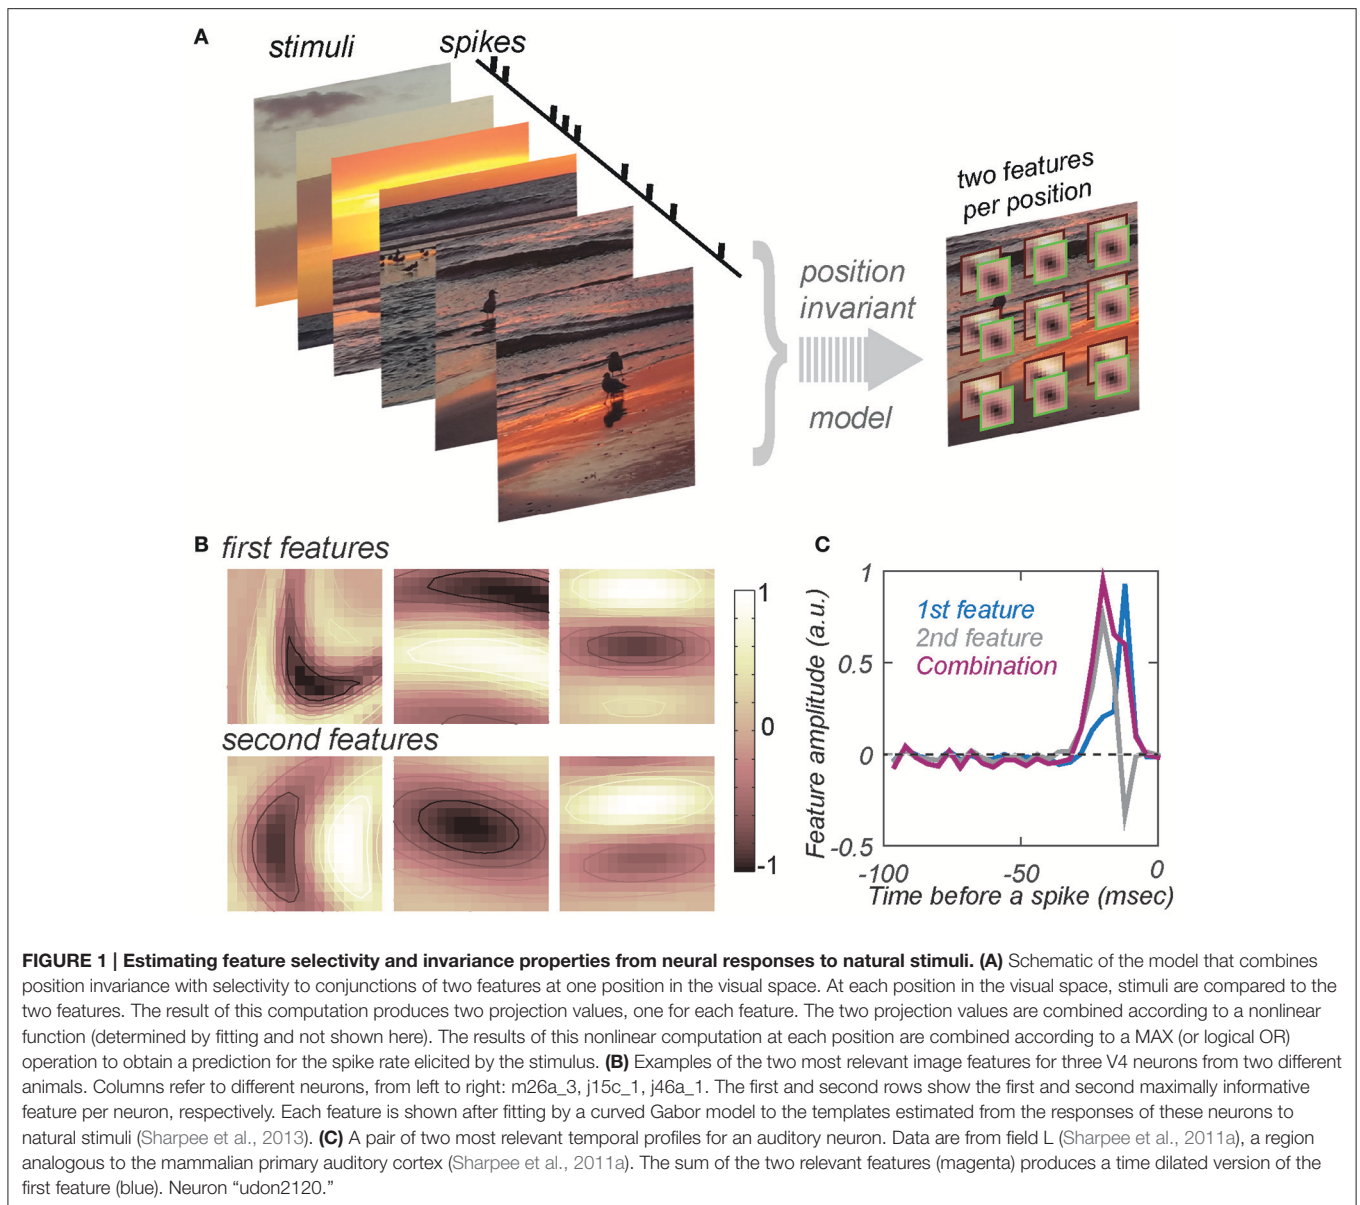 A
stimuli
spikes
two features
per position
position
invariant
model
B
first features
second features
1
0
-1
C
1st feature
2nd feature
Combination
Feature amplitude (a.u.)
1
0.5
0
-0.5
-100
-50
0
Time before a spike (msec)
FIGURE 1 | Estimating feature selectivity and invariance properties from neural responses to natural stimuli. (A) Schematic of the model that combines
position invariance with selectivity to conjunctions of two features at one position in the visual space. At each position in the visual space, stimuli are compared to the
two features. The result of this computation produces two projection values, one for each feature. The two projection values are combined according to a nonlinear
function (determined by fitting and not shown here). The results of this nonlinear computation at each position are combined according to a MAX (or logical OR)
operation to obtain a prediction for the spike rate elicited by the stimulus. (B) Examples of the two most relevant image features for three V4 neurons from two different
animals. Columns refer to different neurons, from left to right: m26a_3, j15c_1, j46a_1. The first and second rows show the first and second maximally informative
feature per neuron, respectively. Each feature is shown after fitting by a curved Gabor model to the templates estimated from the responses of these neurons to
natural stimuli (Sharpee et al., 2013). (C) A pair of two most relevant temporal profiles for an auditory neuron. Data are from field L (Sharpee et al., 2011a), a region
analogous to the mammalian primary auditory cortex (Sharpee et al., 2011a). The sum of the two relevant features (magenta) produces a time dilated version of the
first feature (blue). Neuron “udon2120.”